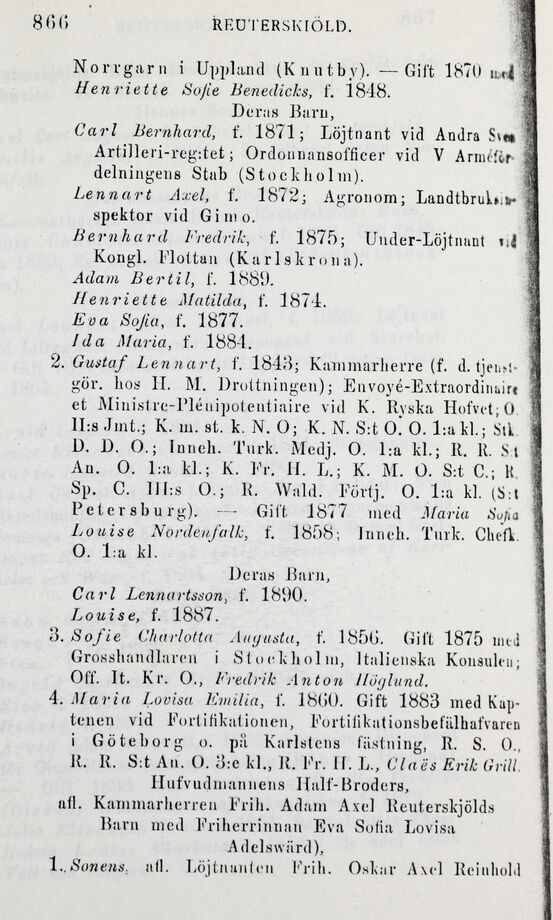 866
REUTERSKIÖLD.
Norrgarn i Uppland (Knutby). — Gift 1870 med
Henriette Sofie Benedicks, f. 1848.
Deras Barn,
Carl Bernhard, f. 1871; Löjtnant vid Andra
Artilleri-reg:tet; Ordonnansofficer vid V Arméför-
delningens Stab (Stockholm).
Lennart Axel, f. 1872; Agronom; Landtbruksin-
spektor vid Gimo.
Bernhard Fredrik, f. 1875; Under-Löjtnant vid
Kongl. Flottan (Karlskrona).
Adam Bertil, f. 1889.
Henriette Matilda, f. 1874.
Eva Sofia, f. 1877.
Ida Maria, f. 1884.
2. Gustaf Lennart, f. 1843; Kammarherre (f. d. tjenst-
gör. hos H. M. Drottningen); Envoyé-Extraordinaire
et Ministre-Plénipotentiaire vid K. Ryska Hofvet; O.
II:s Jmt.; K. m. st. k. N. O; K. N. S:t O. O. 1:a kl.; Stk.
D. D. O.; Inneh. Turk. Medj. O. 1:a kl.; R. R. S:t
An. O. 1:a kl.; K. Fr. H. L.; K. M. O. S:t C.; R.
Sp. C. III:s O.; R. Wald. Förtj. O. 1:a kl. (S:t
Petersburg). — Gift 1877 med Maria Sofia
Louise Nordenfalk, f. 1858; Inneh. Turk. Chefk.
O. 1:a kl.
Deras Barn,
Carl Lennartsson, f. 1890.
Louise, f. 1887.
3. Sofie Charlotta Augusta, f. 1856. Gift 1875 med
Grosshandlaren i Stockholm, Italienska Konsuln;
Off. It. Kr. O., Fredrik Anton Höglund.
4. Maria Lovisa Emilia, f. 1860. Gift 1883 med Kap-
tenen vid Fortifikationen, Fortifikationsbefälhafvaren
i Göteborg o. på Karlstens fästning, R. S. O.,
R. R. S:t An. O. 3:e kl., R. Fr. H. L., Claës Erik Grill.
Hufvudmannens Half-Broders,
afl. Kammarherren Frih. Adam Axel Reuterskjölds
Barn med Friherrinnan Eva Sofia Lovisa
Adelswärd),
1. Sonens, afl. Löjtnanten Frih. Oskar Axel Reinhold